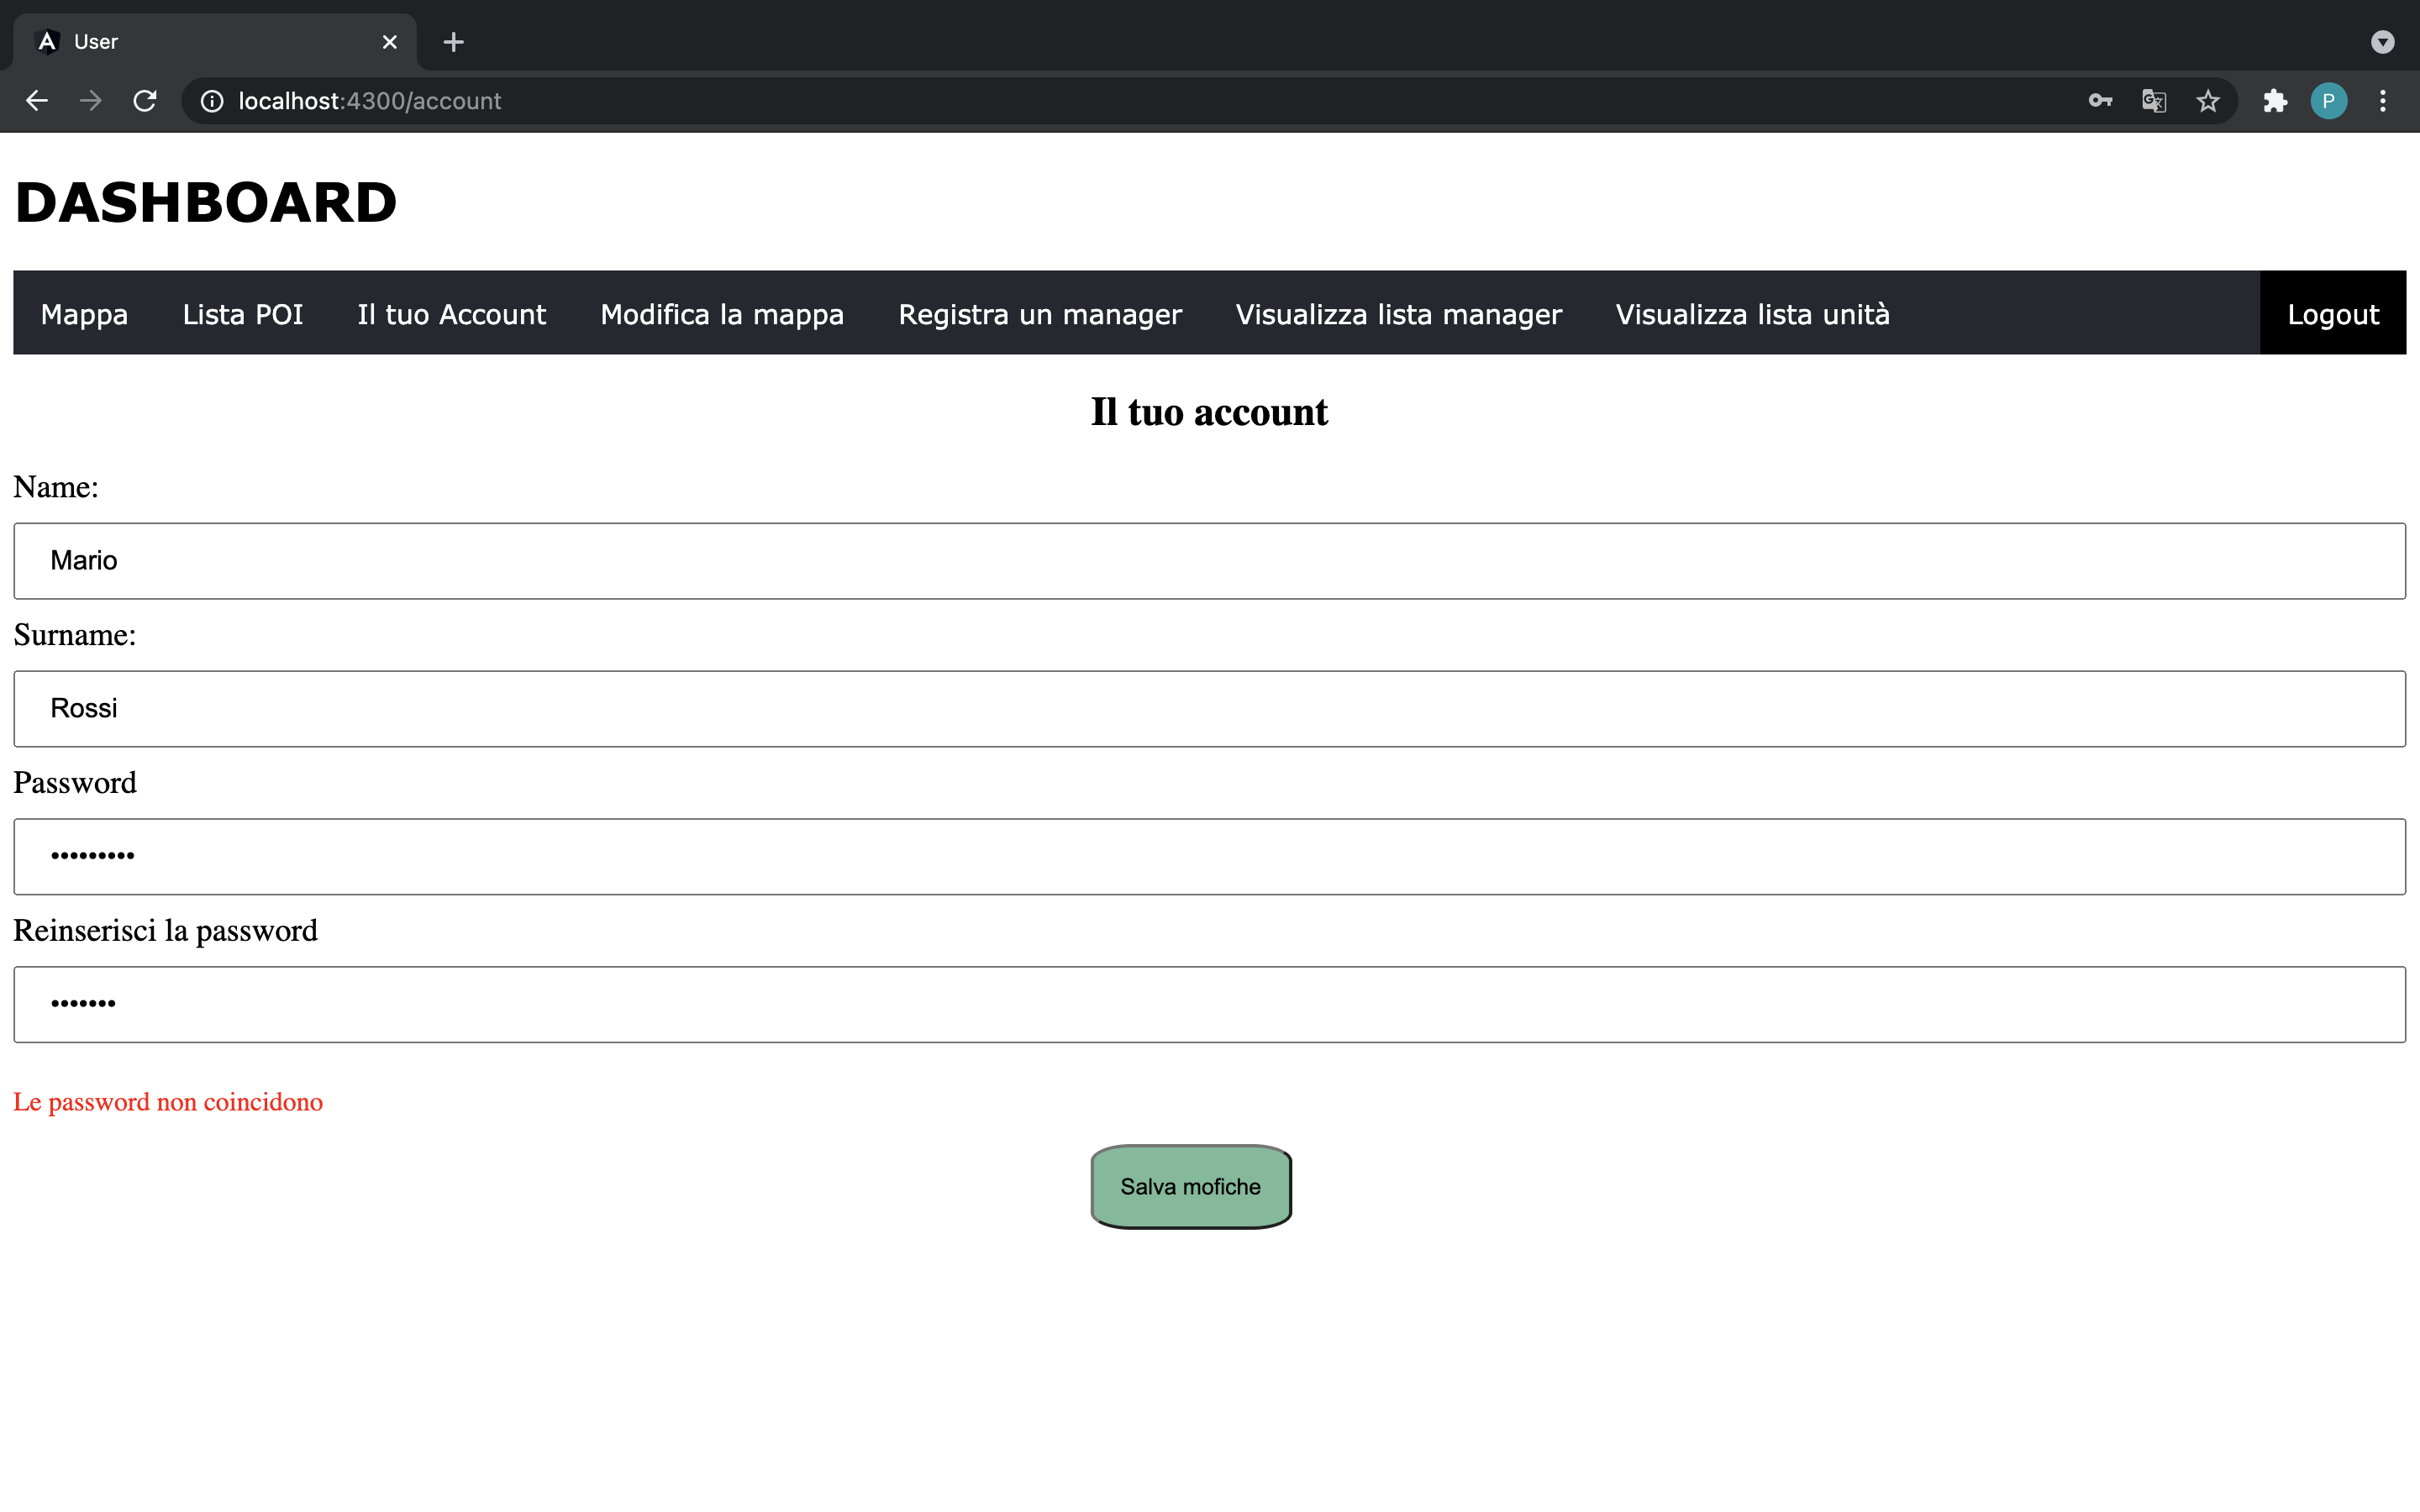 User
localhost:4300/account
P
DASHBOARD
Mappa Lista POI Il tuo Account Modifica la mappa Registra un manager Visualizza lista manager Visualizza lista unità Logout
Il tuo account
Name:
Mario
Surname:
Rossi
Password
•••••••••
Reinserisci la password
•••••••
Le password non coincidono
Salva mofiche